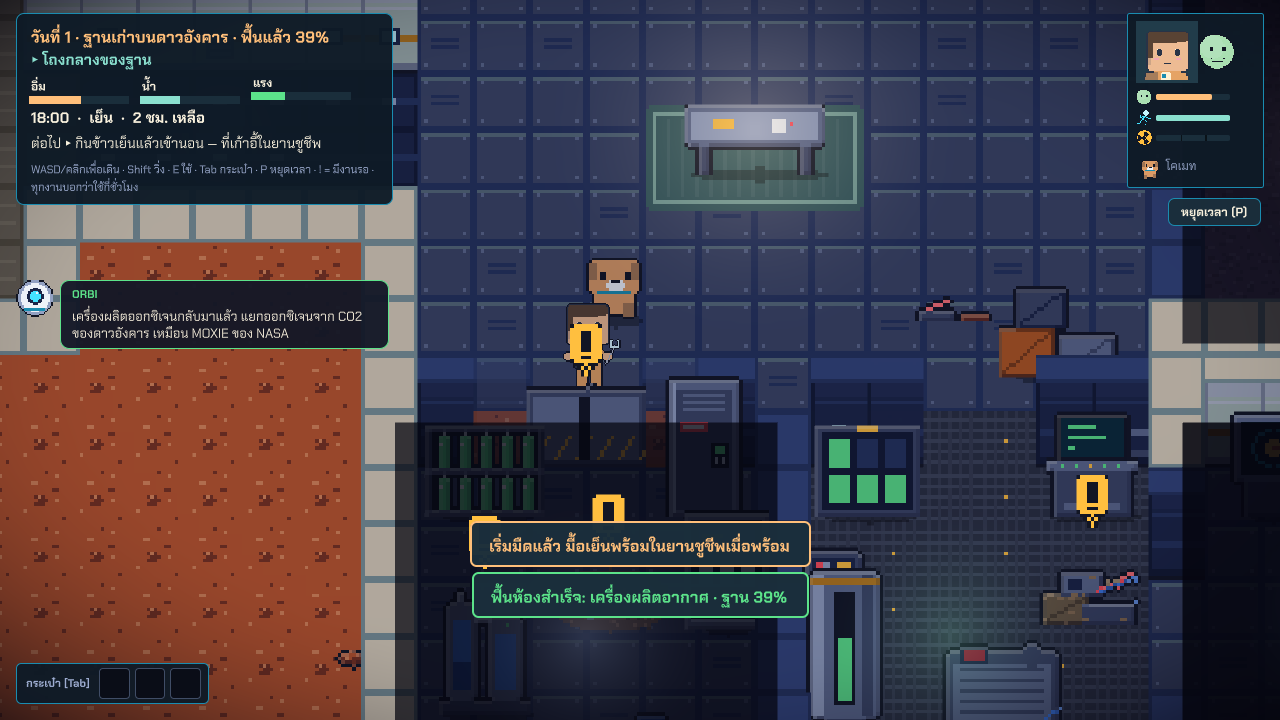 วันที่ 1 · ฐานเก่าบนดาวอังคาร · ฟื้นแล้ว 39%
▸ โถงกลางของฐาน
อิ่ม น้ำ แรง
18:00 · เย็น · 2 ชม. เหลือ
ต่อไป ▸ กินข้าวเย็นแล้วเข้านอน — ที่เก้าอี้ในยานชูชีพ
WASD/คลิกเพื่อเดิน · Shift วิ่ง · E ใช้ · Tab กระเป๋า · P หยุดเวลา · ! = มีงานรอ ·
ทุกงานบอกว่าใช้กี่ชั่วโมง
โคเมท
หยุดเวลา (P)
ORBI
เครื่องผลิตออกซิเจนกลับมาแล้ว แยกออกซิเจนจาก CO2
ของดาวอังคาร เหมือน MOXIE ของ NASA
เริ่มมืดแล้ว มื้อเย็นพร้อมในยานชูชีพเมื่อพร้อม
ฟื้นห้องสำเร็จ: เครื่องผลิตอากาศ · ฐาน 39%
กระเป๋า [Tab]